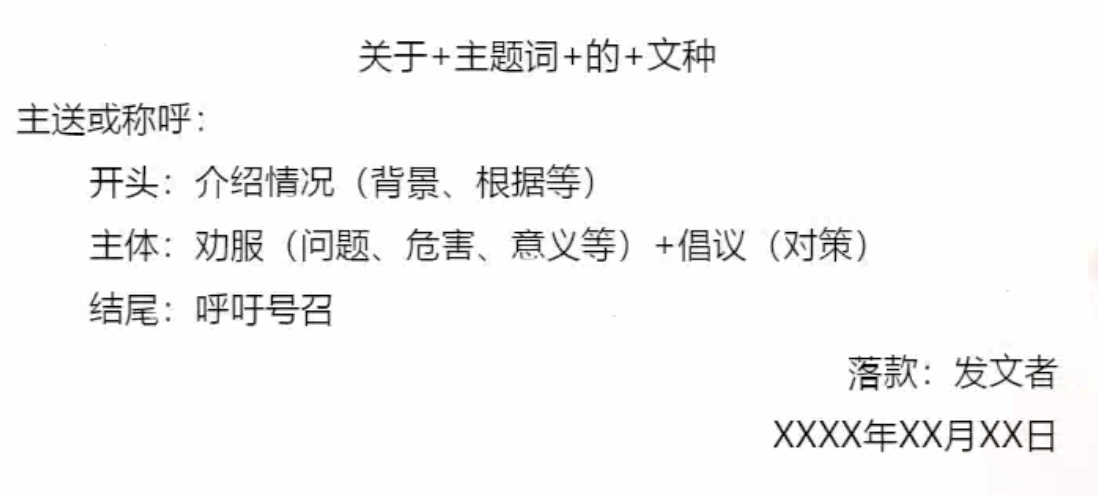 关于+主题词+的+文种
主送或称呼：
开头：介绍情况（背景、根据等）
主体：劝服（问题、危害、意义等）+倡议（对策）
结尾：呼吁号召
落款：发文者
XXXX年XX月XX日